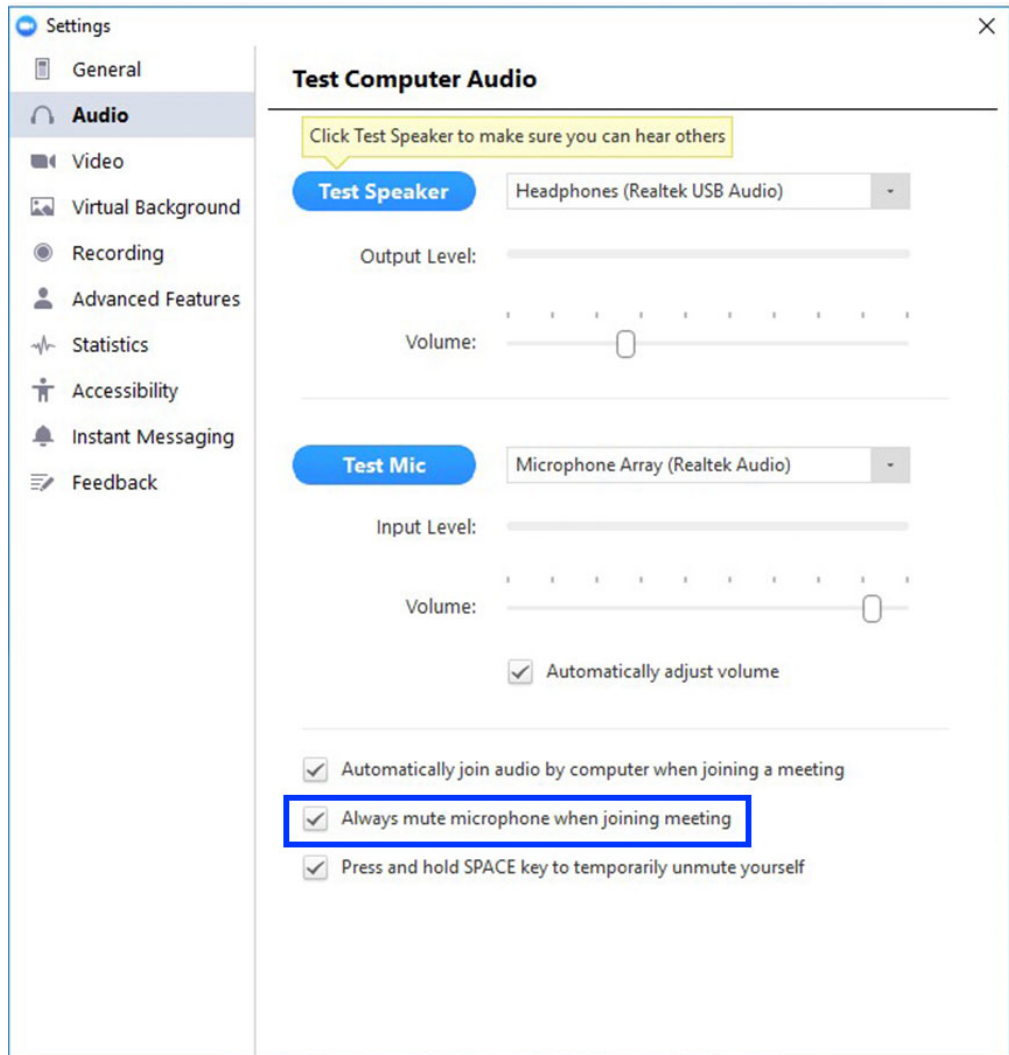 Settings
General
Audio
Video
Virtual Background
Recording
Advanced Features
Statistics
Accessibility
Instant Messaging
Feedback
Test Computer Audio
Click Test Speaker to make sure you can hear others
Test Speaker
Headphones (Realtek USB Audio)
Output Level:
Volume:
Test Mic
Microphone Array (Realtek Audio)
Input Level:
Volume:
Automatically adjust volume
Automatically join audio by computer when joining a meeting
Always mute microphone when joining meeting
Press and hold SPACE key to temporarily unmute yourself